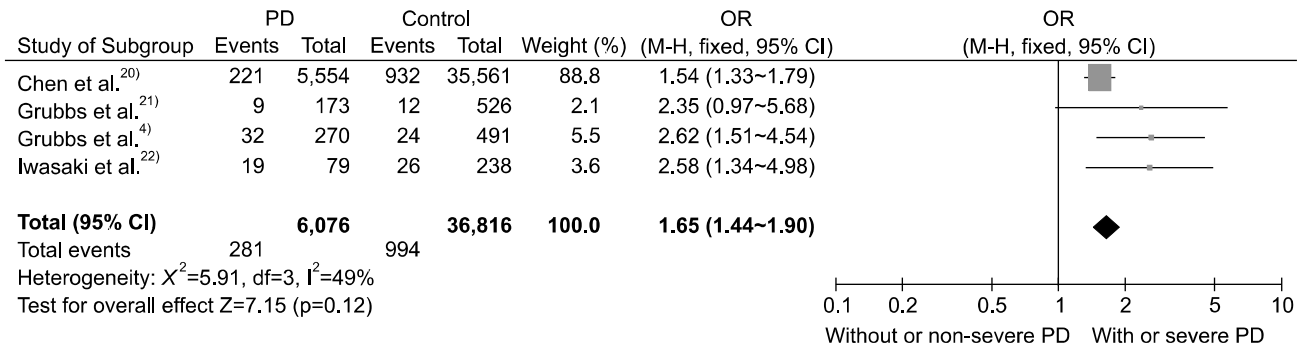 PD Control OR OR
Study of Subgroup Events Total Events Total Weight (%) (M-H, fixed, 95% CI) (M-H, fixed, 95% CI)
Chen et al.20) 221 5,554 932 35,561 88.8 1.54 (1.33~1.79)
Grubbs et al.21) 9 173 12 526 2.1 2.35 (0.97~5.68)
Grubbs et al.4) 32 270 24 491 5.5 2.62 (1.51~4.54)
Iwasaki et al.22) 19 79 26 238 3.6 2.58 (1.34~4.98)
Total (95% CI) 6,076 36,816 100.0 1.65 (1.44~1.90)
Total events 281 994
Heterogeneity: X2=5.91, df=3, I2=49%
Test for overall effect Z=7.15 (p=0.12)
0.1 0.2 0.5 1 2 5 10
Without or non-severe PD With or severe PD